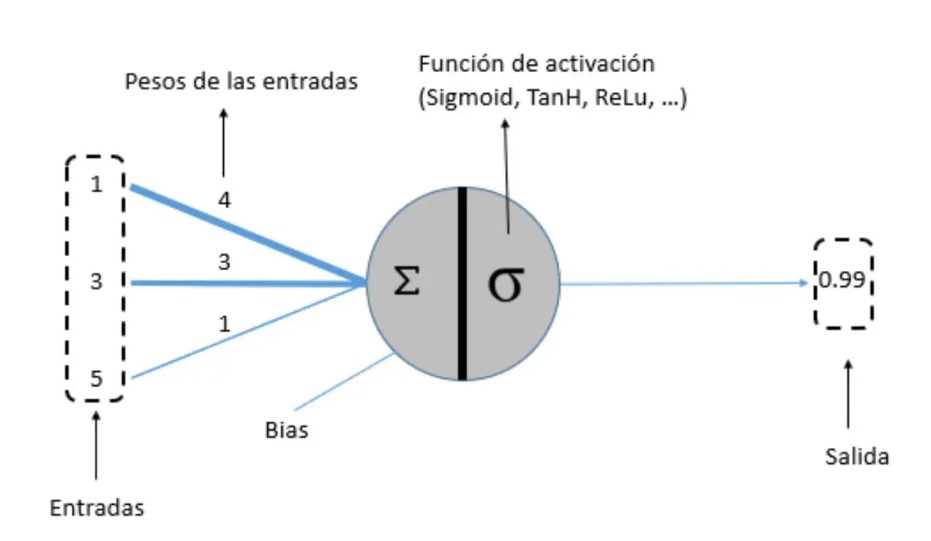 Función de activación
(Sigmoid, TanH, ReLu, ...)
Pesos de las entradas
1
4
3
3
1
5
Σ
σ
0.99
Bias
Salida
Entradas